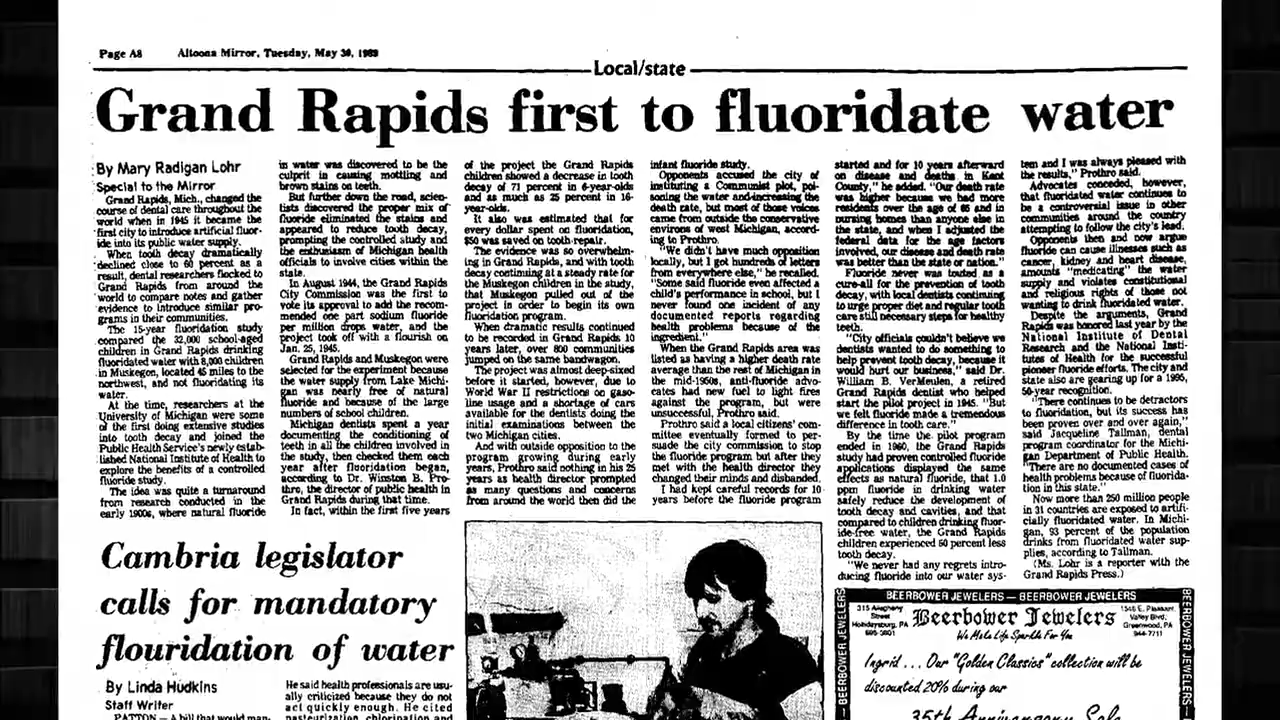 Page A8 Altoona Mirror, Tuesday, May 30, 1989
Local/state
Grand Rapids first to fluoridate water
By Mary Radigan Lohr
Special to the Mirror
Grand Rapids, Mich., changed the
course of dental care throughout the
world when in 1945 it became the
first city to introduce artificial fluor-
ide into its public water supply.
When tooth decay dramatically
declined close to 60 percent as a
result, dental researchers flocked to
Grand Rapids from around the
world to compare notes and gather
evidence to introduce similar pro-
grams in their communities.
The 15-year fluoridation study
compared the 32,000 school-aged
children in Grand Rapids drinking
fluoridated water with 8,000 children
in Muskegon, located 45 miles to the
northwest, and not fluoridating its
water.
At the time, researchers at the
University of Michigan were some
of the first doing extensive studies
into tooth decay and joined the
Public Health Service's newly estab-
lished National Institute of Health to
explore the benefits of a controlled
fluoride study.
The idea was quite a turnaround
from research conducted in the
early 1900s, where natural fluoride
in water was discovered to be the
culprit in causing mottling and
brown stains on teeth.
But further down the road, scien-
tists discovered the proper mix of
fluoride eliminated the stains and
appeared to reduce tooth decay,
prompting the controlled study and
the enthusiasm of Michigan health
officials to involve cities within the
state.
In August 1944, the Grand Rapids
City Commission was the first to
vote its approval to add the recom-
mended one part sodium fluoride
per million drops water, and the
project took off with a flourish on
Jan. 25, 1945.
Grand Rapids and Muskegon were
selected for the experiment because
the water supply from Lake Michi-
gan was nearly free of natural
fluoride and because of the large
numbers of school children.
Michigan dentists spent a year
documenting the conditioning of
teeth in all the children involved in
the study, then checked them each
year after fluoridation began,
according to Dr. Winston B. Pro-
thro, the director of public health in
Grand Rapids during that time.
In fact, within the first five years
of the project the Grand Rapids
children showed a decrease in tooth
decay of 71 percent in 6-year-olds
and as much as 25 percent in 16-
year-olds.
It also was estimated that for
every dollar spent on fluoridation,
$50 was saved on tooth repair.
The evidence was so overwhelm-
ing in Grand Rapids, and with tooth
decay continuing at a steady rate for
the Muskegon children in the study,
that Muskegon pulled out of the
project in order to begin its own
fluoridation program.
When dramatic results continued
to be recorded in Grand Rapids 10
years later, over 800 communities
jumped on the same bandwagon.
The project was almost deep-sixed
before it started, however, due to
World War II restrictions on gaso-
line usage and a shortage of cars
available for the dentists doing the
initial examinations between the
two Michigan cities.
And with outside opposition to the
program growing during early
years, Prothro said nothing in his 25
years as health director prompted
as many questions and concerns
from around the world then did the
infant fluoride study.
Opponents accused the city of
instituting a Communist plot, poi-
soning the water and increasing the
death rate, but most of those voices
came from outside the conservative
environs of west Michigan, accord-
ing to Prothro.
"We didn't have much opposition
locally, but I got hundreds of letters
from everywhere else," he recalled.
"Some said fluoride even affected a
child's performance in school, but I
never found one incident of any
documented reports regarding
health problems because of the
ingredient."
When the Grand Rapids area was
listed as having a higher death rate
average than the rest of Michigan in
the mid-1950s, anti-fluoride advo-
cates had new fuel to light fires
against the program, but were
unsuccessful, Prothro said.
Prothro said a local citizens' com-
mittee eventually formed to per-
suade the city commission to stop
the fluoride program but after they
met with the health director they
changed their minds and disbanded.
I had kept careful records for 10
years before the fluoride program
started and for 10 years afterward
on disease and deaths in Kent
County," he added. "Our death rate
was higher because we had more
residents over the age of 65 and in
nursing homes than anyone else in
the state, and when I adjusted the
federal data for the age factors
involved, our disease and death rate
was better than the state or nation."
Fluoride never was touted as a
cure-all for the prevention of tooth
decay, with local dentists continuing
to urge proper diet and regular tooth
care still necessary steps for healthy
teeth.
"City officials couldn't believe we
dentists wanted to do something to
help prevent tooth decay, because it
would hurt our business," said Dr.
William B. VerMeulen, a retired
Grand Rapids dentist who helped
start the pilot project in 1945. "But
we felt fluoride made a tremendous
difference in tooth care."
By the time the pilot program
ended in 1960, the Grand Rapids
study had proven controlled fluoride
applications displayed the same
effects as natural fluoride, that 1.0
ppm fluoride in drinking water
safely reduce the development of
tooth decay and cavities, and that
compared to children drinking fluor-
ide-free water, the Grand Rapids
children experienced 50 percent less
tooth decay.
"We never had any regrets intro-
ducing fluoride into our water sys-
tem and I was always pleased with
the results," Prothro said.
Advocates conceded, however,
that fluoridated water continues to
be a controversial issue in other
communities around the country
attempting to follow the city's lead.
Opponents then and now argue
fluoride can cause illnesses such as
cancer, kidney and heart disease,
amounts "medicating" the water
supply and violates constitutional
and religious rights of those not
wanting to drink fluoridated water.
Despite the arguments, Grand
Rapids was honored last year by the
National Institute of Dental
Research and the National Insti-
tutes of Health for the successful
pioneer fluoride efforts. The city and
state also are gearing up for a 1995,
50-year recognition.
"There continues to be detractors
to fluoridation, but its success has
been proven over and over again,"
said Jacqueline Tallman, dental
program coordinator for the Michi-
gan Department of Public Health.
"There are no documented cases of
health problems because of fluorida-
tion in this state."
Now more than 250 million people
in 31 countries are exposed to artifi-
cially fluoridated water. In Michi-
gan, 93 percent of the population
drinks from fluoridated water sup-
plies, according to Tallman.
(Ms. Lohr is a reporter with the
Grand Rapids Press.)
Cambria legislator
calls for mandatory
flouridation of water
By Linda Hudkins
Staff Writer
PATTON — A bill that would man-
He said health professionals are usu-
ally criticized because they do not
act quickly enough. He cited
pasteurization, chlorination and
BEERBOWER JEWELERS — BEERBOWER JEWELERS
BEERBOWER JEWELERS
BEERBOWER JEWELERS
315 Allegheny
Street
Hollidaysburg, PA
Beerbower Jewelers
We Make Life Sparkle For You
Valley Blvd.
Greenwood, PA
944-7711
Ingrid . . . Our "Golden Classics" collection will be
discounted 20% during our
35th Anniversary Sale